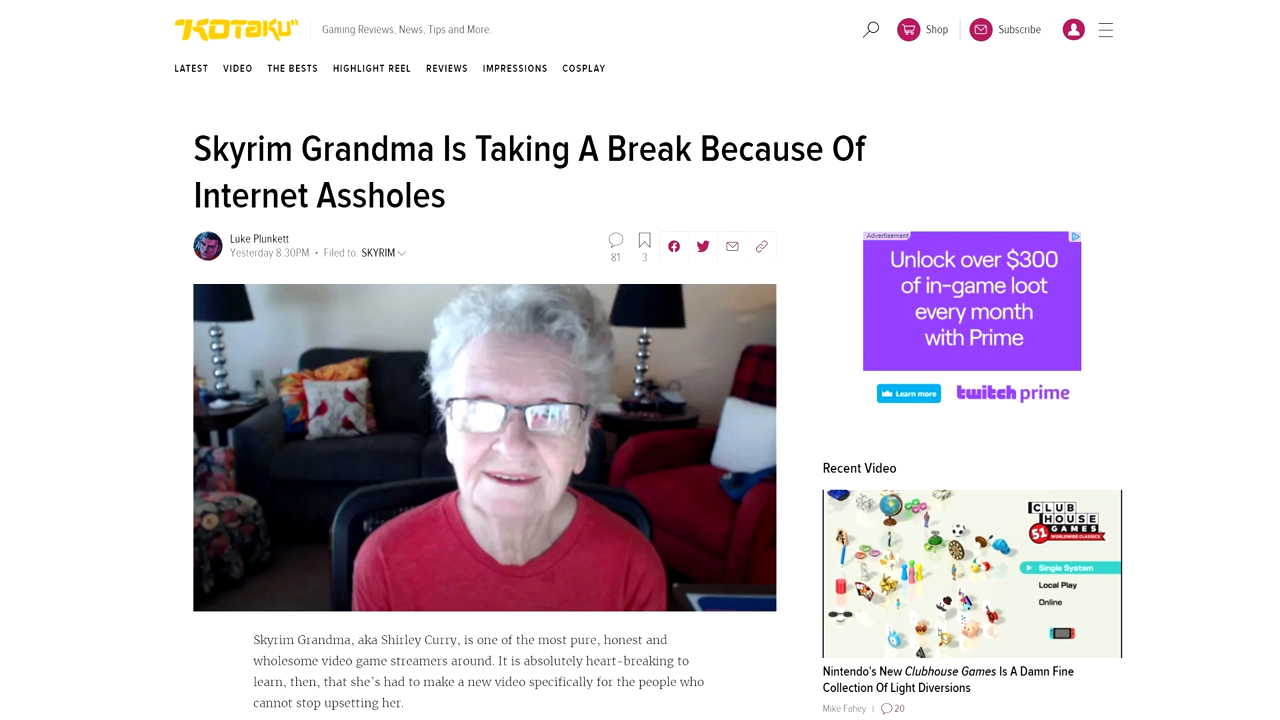 KOTAKU
Gaming Reviews, News, Tips and More.
Shop
Subscribe
LATEST VIDEO THE BESTS HIGHLIGHT REEL REVIEWS IMPRESSIONS COSPLAY
Skyrim Grandma Is Taking A Break Because Of
Internet Assholes
Luke Plunkett
Yesterday 8:30PM • Filed to: SKYRIM
81
3
Skyrim Grandma, aka Shirley Curry, is one of the most pure, honest and
wholesome video game streamers around. It is absolutely heart-breaking to
learn, then, that she's had to make a new video specifically for the people who
cannot stop upsetting her.
Advertisement
Unlock over $300
of in-game loot
every month
with Prime
Learn more
twitch prime
Recent Video
CLUB
HOUSE
GAMES
51
WORLDWIDE CLASSICS
Single System
Local Play
Online
Nintendo's New Clubhouse Games Is A Damn Fine
Collection Of Light Diversions
Mike Fahey | 20